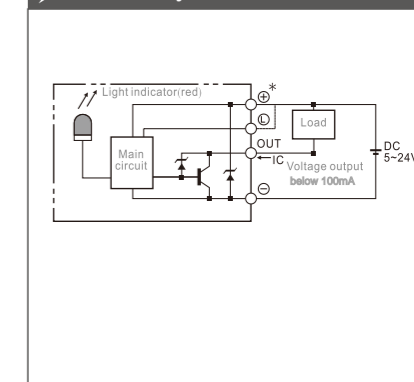 Light indicator(red)
⊕*
Ⓛ
Load
OUT
IC
Main
circuit
DC
5~24V
Voltage output
below 100mA
⊖